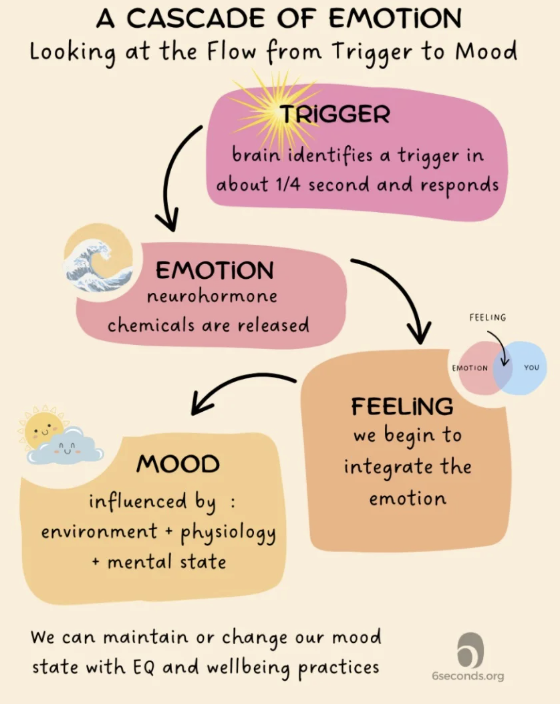 A CASCADE OF EMOTION
Looking at the Flow from Trigger to Mood
TRIGGER
brain identifies a trigger in
about 1/4 second and responds
EMOTION
neurohormone
chemicals are released
FEELING
EMOTION
YOU
FEELING
we begin to
integrate the
emotion
MOOD
influenced by :
environment + physiology
+ mental state
We can maintain or change our mood
state with EQ and wellbeing practices
6seconds.org